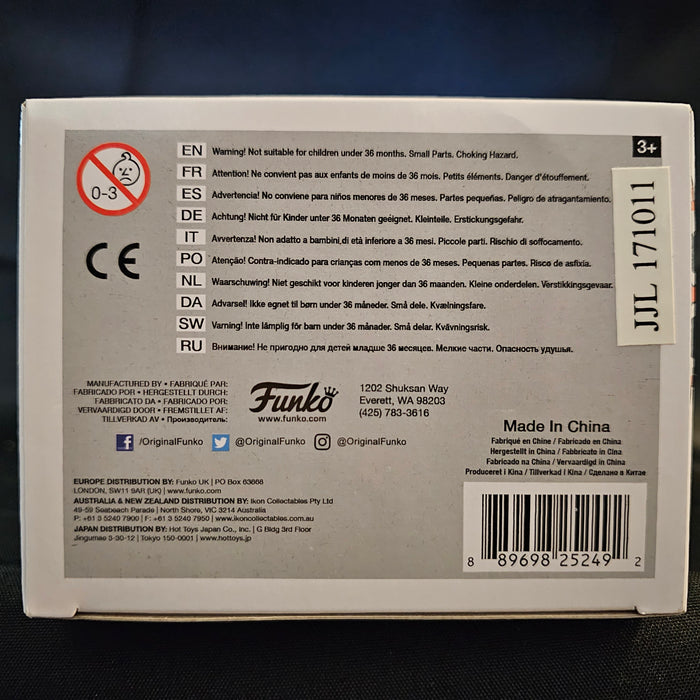 0-3
EN Warning! Not suitable for children under 36 months. Small Parts. Choking Hazard.
FR Attention! Ne convient pas aux enfants de moins de 36 mois. Petits éléments. Danger d'étouffement.
ES Advertencia! No conviene para niños menores de 36 meses. Partes pequeñas. Peligro de atragantamiento.
DE Achtung! Nicht für Kinder unter 36 Monaten geeignet. Kleinteile. Erstickungsgefahr.
IT Avvertenza! Non adatto a bambini,di età inferiore a 36 mesi. Piccole parti. Rischio di soffocamento.
PO Atenção! Contra-indicado para crianças com menos de 36 meses. Pequenas partes. Risco de asfixia.
NL Waarschuwing! Niet geschikt voor kinderen jonger dan 36 maanden. Kleine onderdelen. Verstikkingsgevaar.
DA Advarsel! Ikke egnet til børn under 36 måneder. Små dele. Kvælningsfare.
SW Varning! Inte lämplig för barn under 36 månader. Små delar. Kvävningsrisk.
RU Внимание! Не пригодно для детей младше 36 месяцев. Мелкие части. Опасность удушья.
3+
JJL 171011
CE
MANUFACTURED BY • FABRIQUÉ PAR:
FABRICADO POR • HERGESTELLT DURCH:
FABBRICATO DA • FABRICADO POR:
VERVAARDIGD DOOR • FREMSTILLET AF:
TILLVERKAD AV • Производитель:
Funko
www.funko.com
1202 Shuksan Way
Everett, WA 98203
(425) 783-3616
/OriginalFunko @OriginalFunko @OriginalFunko
Made In China
Fabriqué en Chine / Fabricado en China
Hergestellt in China / Fabbricato in Cina
Fabricado na China / Vervaardigd in China
Produceret i Kina / Tillverkad i Kina / Сделано в Китае
EUROPE DISTRIBUTION BY: Funko UK | PO Box 63668
LONDON, SW11 9AR (UK) | www.funko.com
AUSTRALIA & NEW ZEALAND DISTRIBUTION BY: Ikon Collectables Pty Ltd
49-59 Seabeach Parade | North Shore, VIC 3214 Australia
P: +61 3 5240 7900 | F: +61 3 5240 7950 | www.ikoncollectables.com.au
JAPAN DISTRIBUTION BY: Hot Toys Japan Co., Inc. | G Bldg 3rd Floor
Jingumae 3-30-12 | Tokyo 150-0001 | www.hottoys.jp
8 89698 25249 2